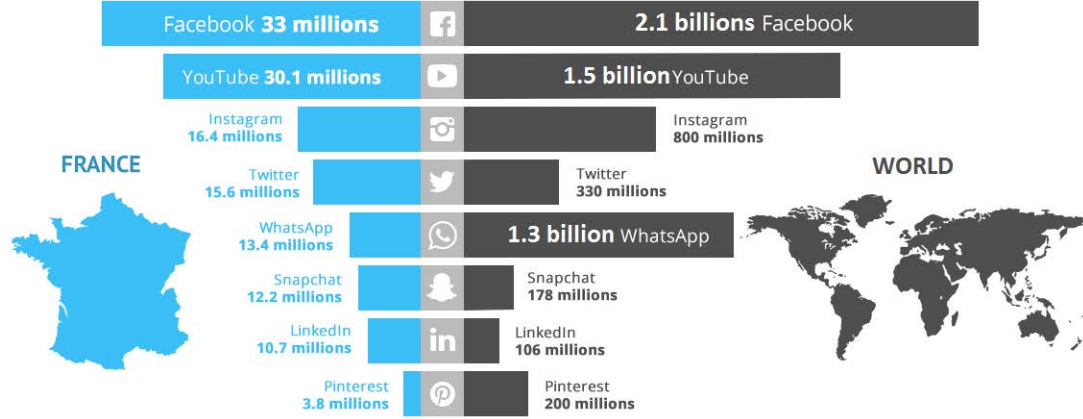 Facebook 33 millions
2.1 billions Facebook
YouTube 30.1 millions
1.5 billion YouTube
Instagram
16.4 millions
Instagram
800 millions
FRANCE
WORLD
Twitter
15.6 millions
Twitter
330 millions
WhatsApp
13.4 millions
1.3 billion WhatsApp
Snapchat
12.2 millions
Snapchat
178 millions
LinkedIn
10.7 millions
in
LinkedIn
106 millions
Pinterest
3.8 millions
Pinterest
200 millions